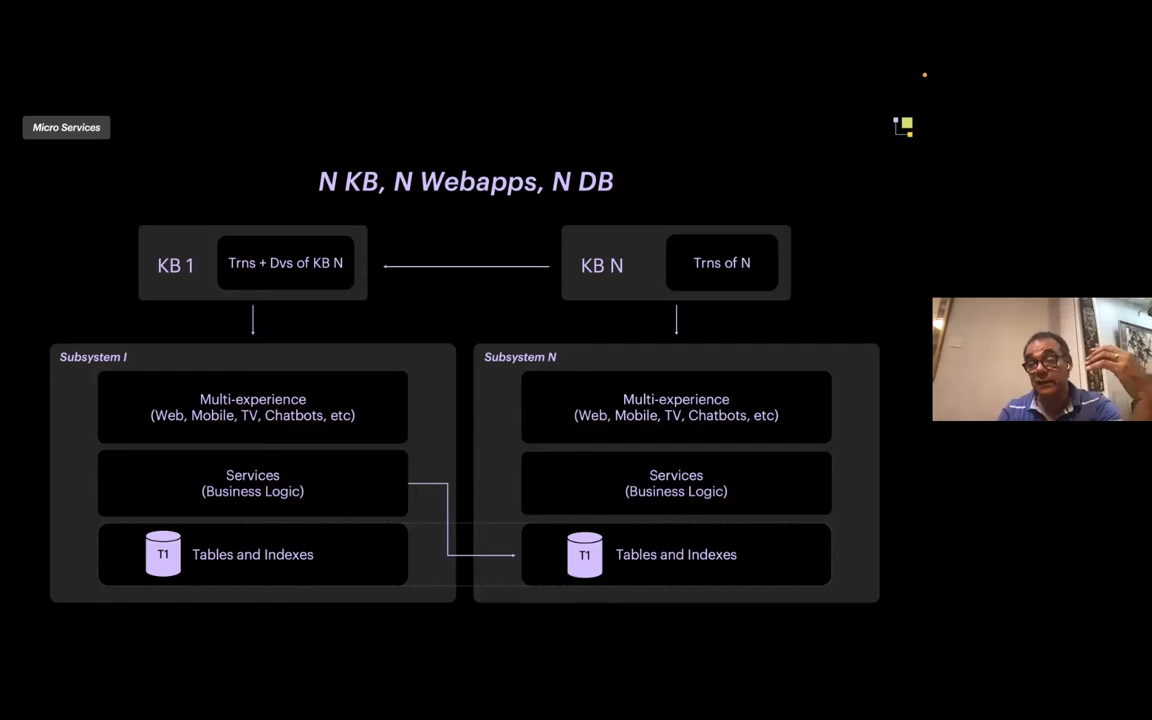 Micro Services
N KB, N Webapps, N DB
KB 1
Trns + Dvs of KB N
KB N
Trns of N
Subsystem I
Multi-experience
(Web, Mobile, TV, Chatbots, etc)
Services
(Business Logic)
T1
Tables and Indexes
Subsystem N
Multi-experience
(Web, Mobile, TV, Chatbots, etc)
Services
(Business Logic)
T1
Tables and Indexes